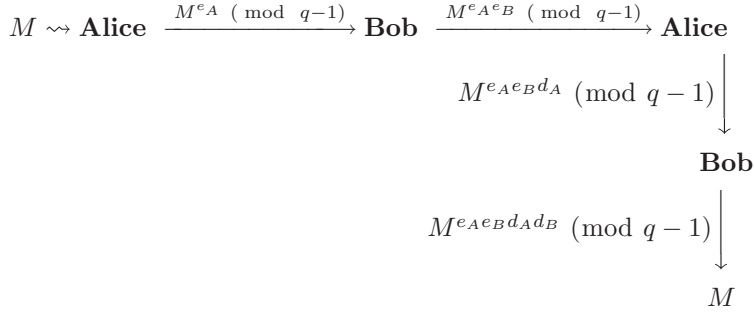 M ⇝ Alice M^{e_A} (mod q−1) Bob M^{e_A e_B} (mod q−1) Alice
M^{e_A e_B d_A} (mod q − 1)
Bob
M^{e_A e_B d_A d_B} (mod q − 1)
M